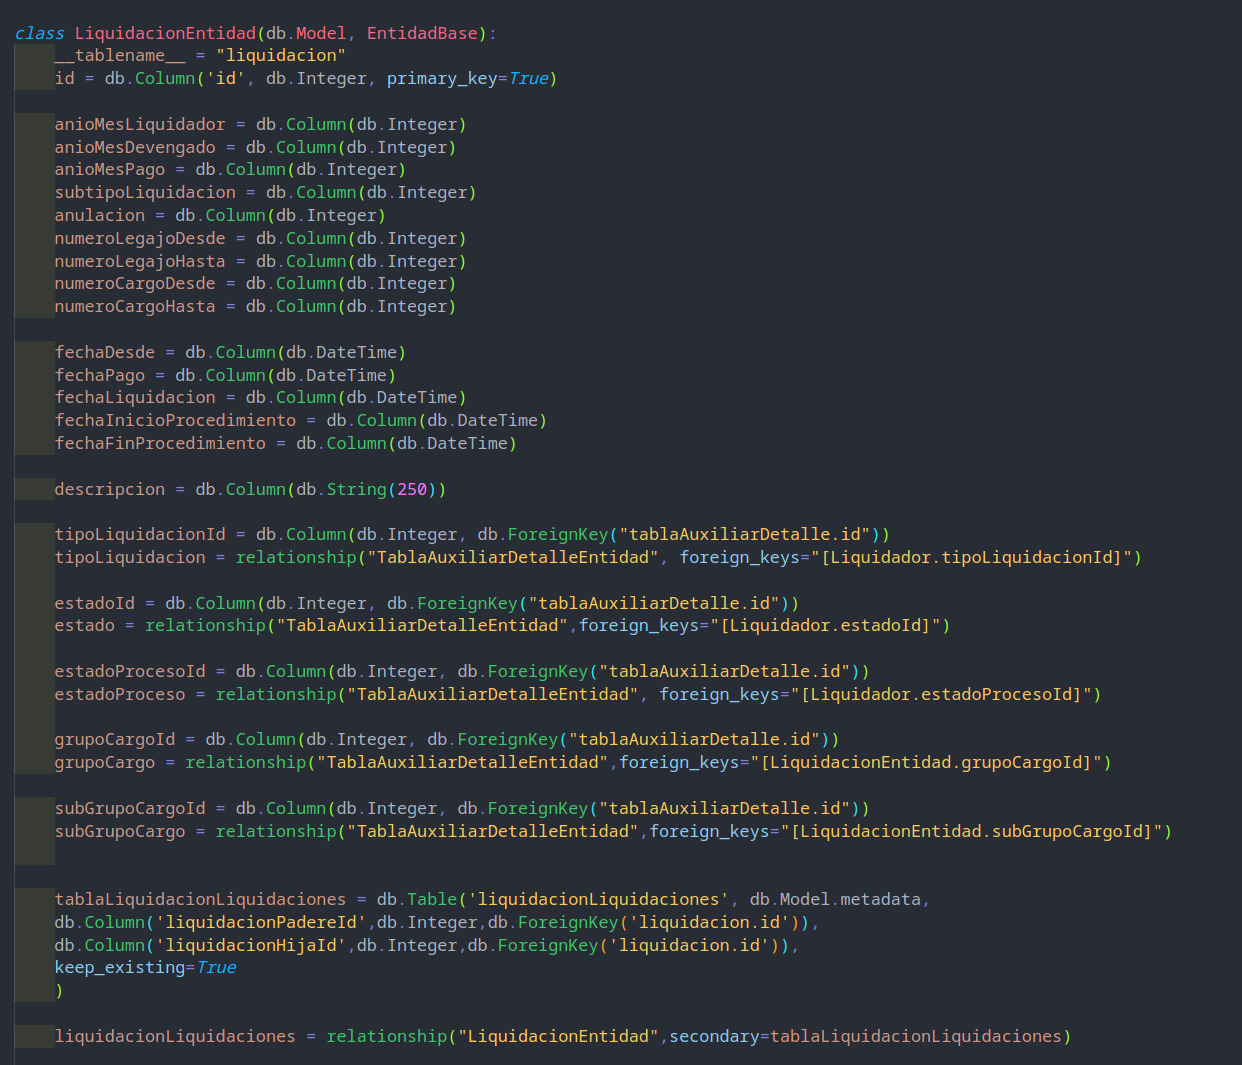 class LiquidacionEntidad(db.Model, EntidadBase):
    __tablename__ = "liquidacion"
    id = db.Column('id', db.Integer, primary_key=True)

    anioMesLiquidador = db.Column(db.Integer)
    anioMesDevengado = db.Column(db.Integer)
    anioMesPago = db.Column(db.Integer)
    subtipoLiquidacion = db.Column(db.Integer)
    anulacion = db.Column(db.Integer)
    numeroLegajoDesde = db.Column(db.Integer)
    numeroLegajoHasta = db.Column(db.Integer)
    numeroCargoDesde = db.Column(db.Integer)
    numeroCargoHasta = db.Column(db.Integer)

    fechaDesde = db.Column(db.DateTime)
    fechaPago = db.Column(db.DateTime)
    fechaLiquidacion = db.Column(db.DateTime)
    fechaInicioProcedimiento = db.Column(db.DateTime)
    fechaFinProcedimiento = db.Column(db.DateTime)

    descripcion = db.Column(db.String(250))

    tipoLiquidacionId = db.Column(db.Integer, db.ForeignKey("tablaAuxiliarDetalle.id"))
    tipoLiquidacion = relationship("TablaAuxiliarDetalleEntidad", foreign_keys="[Liquidador.tipoLiquidacionId]")

    estadoId = db.Column(db.Integer, db.ForeignKey("tablaAuxiliarDetalle.id"))
    estado = relationship("TablaAuxiliarDetalleEntidad",foreign_keys="[Liquidador.estadoId]")

    estadoProcesoId = db.Column(db.Integer, db.ForeignKey("tablaAuxiliarDetalle.id"))
    estadoProceso = relationship("TablaAuxiliarDetalleEntidad", foreign_keys="[Liquidador.estadoProcesoId]")

    grupoCargoId = db.Column(db.Integer, db.ForeignKey("tablaAuxiliarDetalle.id"))
    grupoCargo = relationship("TablaAuxiliarDetalleEntidad",foreign_keys="[LiquidacionEntidad.grupoCargoId]")

    subGrupoCargoId = db.Column(db.Integer, db.ForeignKey("tablaAuxiliarDetalle.id"))
    subGrupoCargo = relationship("TablaAuxiliarDetalleEntidad",foreign_keys="[LiquidacionEntidad.subGrupoCargoId]")

    tablaLiquidacionLiquidaciones = db.Table('liquidacionLiquidaciones', db.Model.metadata,
    db.Column('liquidacionPadereId',db.Integer,db.ForeignKey('liquidacion.id')),
    db.Column('liquidacionHijaId',db.Integer,db.ForeignKey('liquidacion.id')),
    keep_existing=True
    )

    liquidacionLiquidaciones = relationship("LiquidacionEntidad",secondary=tablaLiquidacionLiquidaciones)